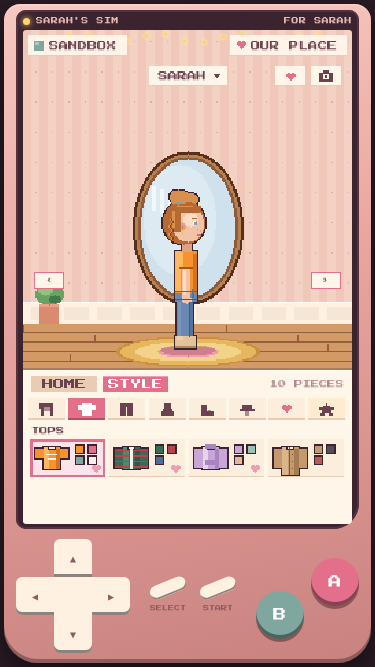 SARAH'S SIM
FOR SARAH
SANDBOX
OUR PLACE
SARAH
HOME
STYLE
10 PIECES
TOPS
SELECT
START
B
A